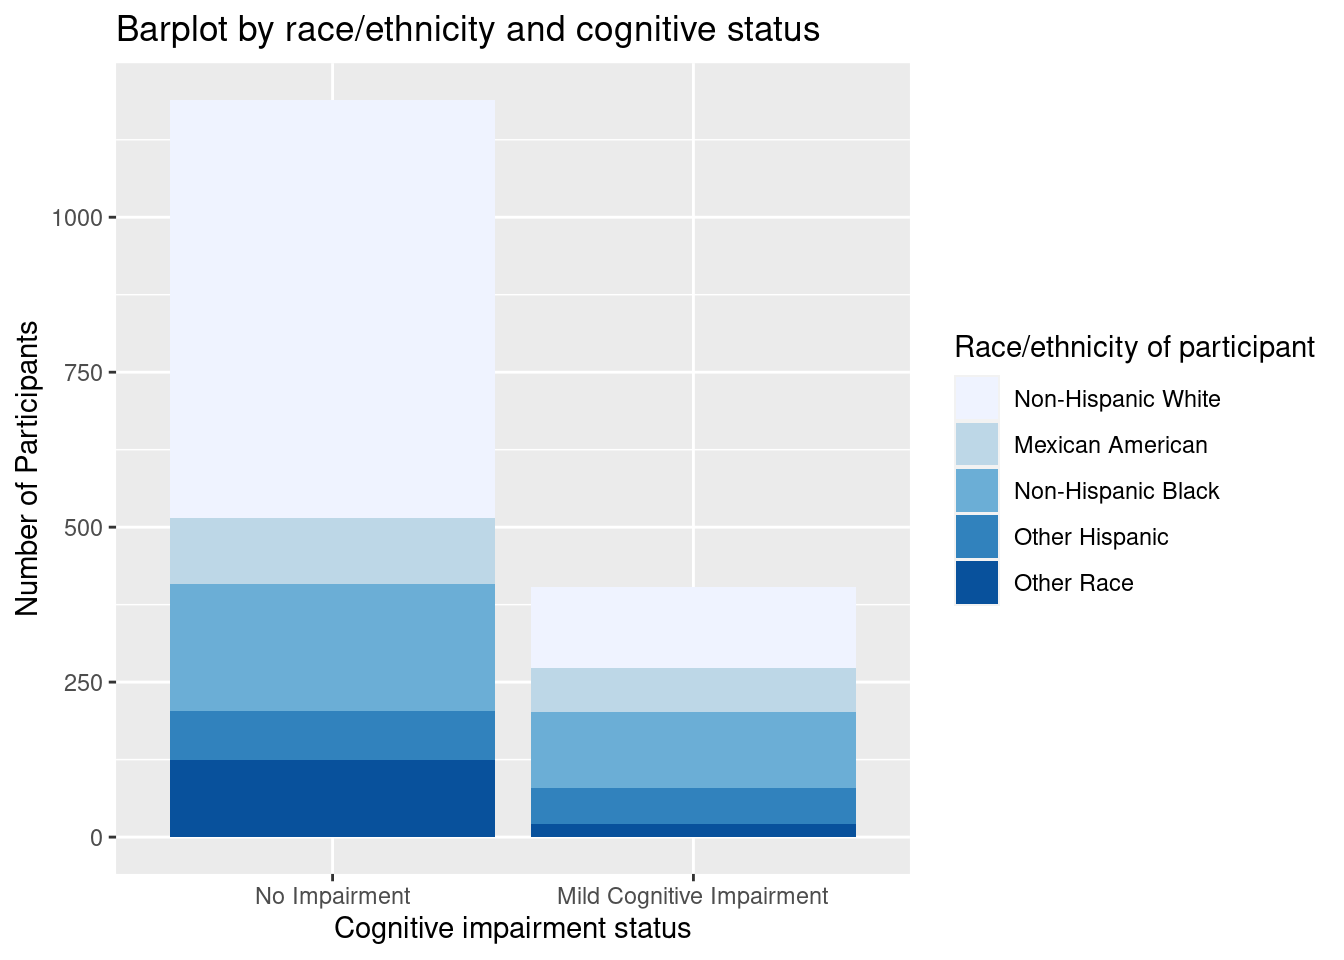 Barplot by race/ethnicity and cognitive status
Number of Participants
1000
750
500
250
0
No Impairment
Mild Cognitive Impairment
Cognitive impairment status
Race/ethnicity of participant
Non-Hispanic White
Mexican American
Non-Hispanic Black
Other Hispanic
Other Race